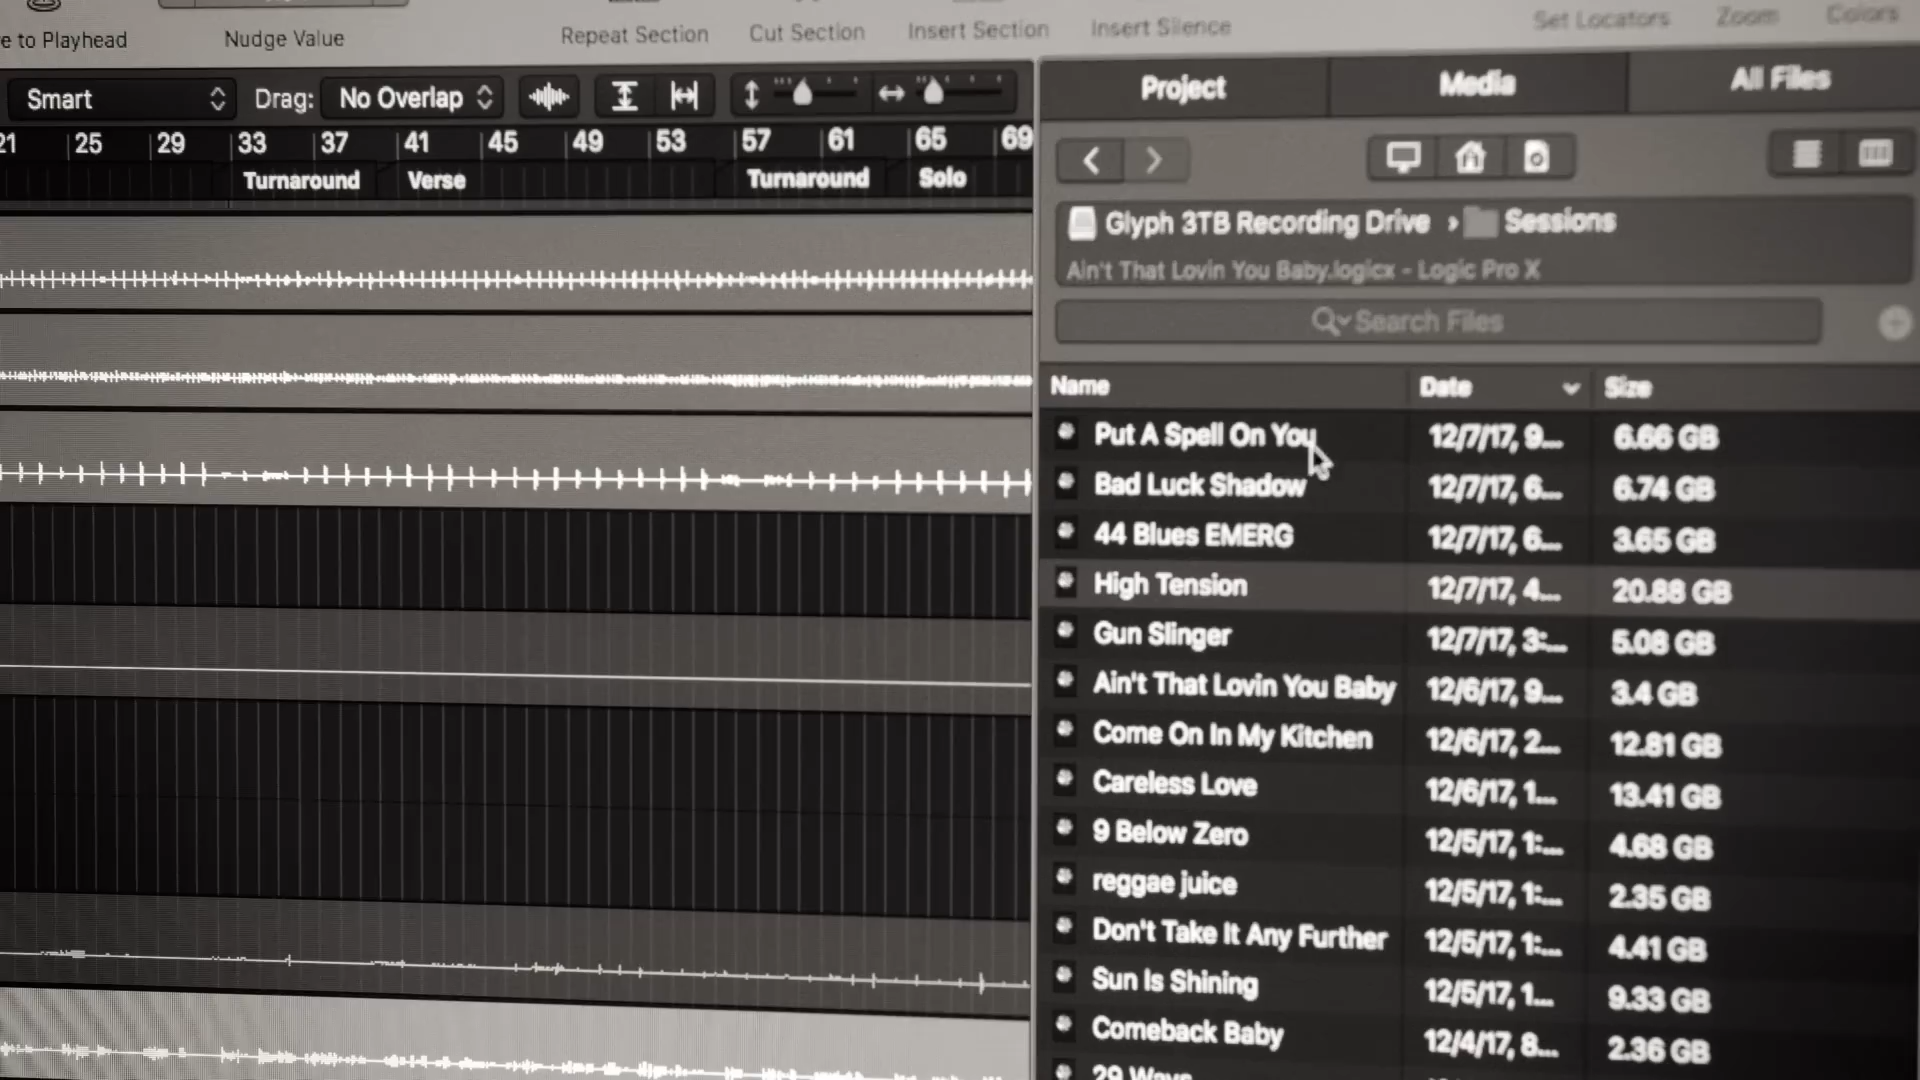 e to Playhead
Nudge Value
Repeat Section
Cut Section
Insert Section
Insert Silence
Set Locators
Zoom
Colors
Smart
Drag: No Overlap
21 25 29 33 37 41 45 49 53 57 61 65 69
Turnaround Verse Turnaround Solo
Project Media All Files
Glyph 3TB Recording Drive › Sessions
Ain't That Lovin You Baby.logicx - Logic Pro X
Search Files
Name Date Size
Put A Spell On You 12/7/17, 9... 6.66 GB
Bad Luck Shadow 12/7/17, 6... 6.74 GB
44 Blues EMERG 12/7/17, 6... 3.65 GB
High Tension 12/7/17, 4... 20.88 GB
Gun Slinger 12/7/17, 3:... 5.08 GB
Ain't That Lovin You Baby 12/6/17, 9... 3.4 GB
Come On In My Kitchen 12/6/17, 2... 12.81 GB
Careless Love 12/6/17, 1... 13.41 GB
9 Below Zero 12/5/17, 1:... 4.68 GB
reggae juice 12/5/17, 1:... 2.35 GB
Don't Take It Any Further 12/5/17, 1:... 4.41 GB
Sun Is Shining 12/5/17, 1... 9.33 GB
Comeback Baby 12/4/17, 8... 2.36 GB
29 Ways